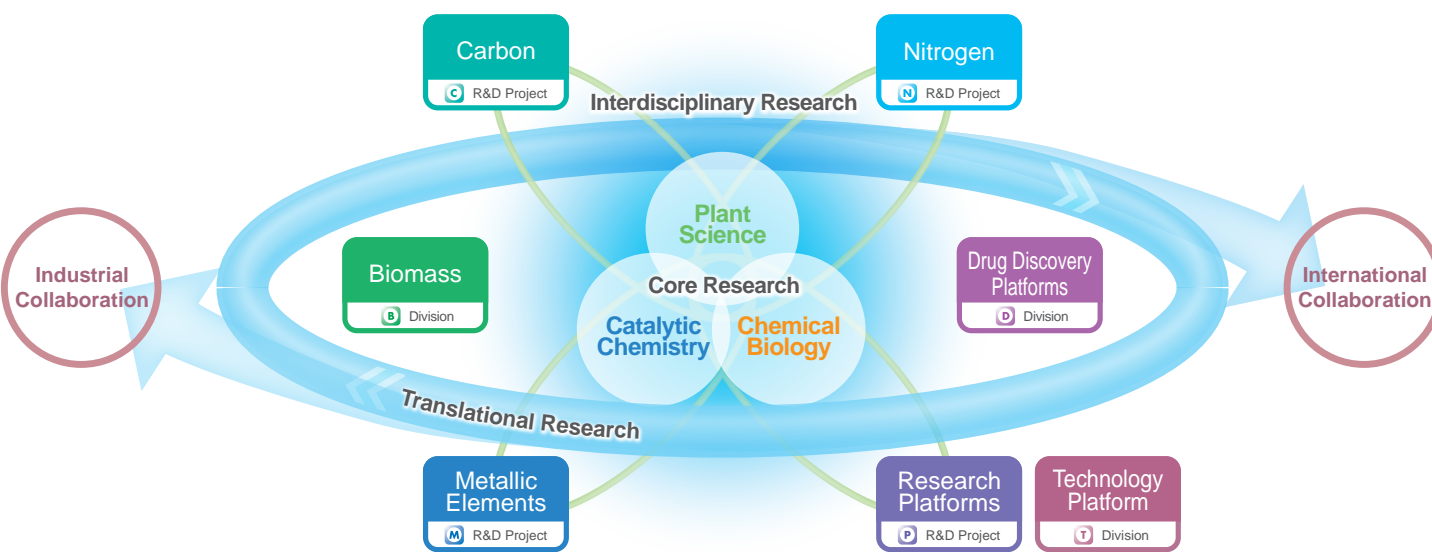 Carbon
C R&D Project
Nitrogen
N R&D Project
Interdisciplinary Research
Plant
Science
Industrial
Collaboration
Biomass
B Division
Core Research
Catalytic
Chemistry
Chemical
Biology
Drug Discovery
Platforms
D Division
International
Collaboration
Translational Research
Metallic
Elements
M R&D Project
Research
Platforms
P R&D Project
Technology
Platform
T Division